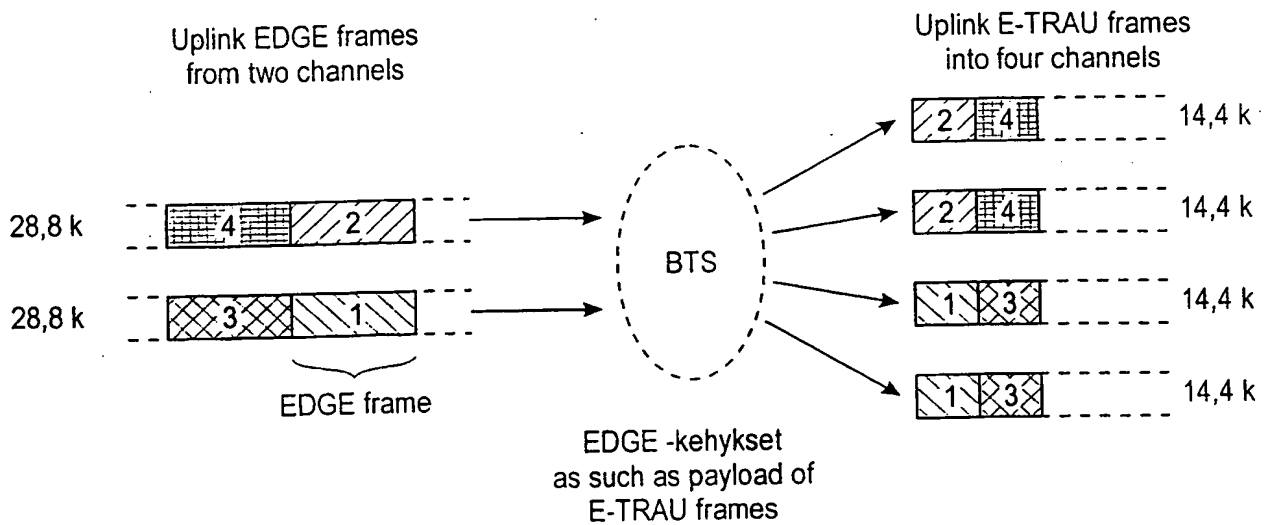 Uplink EDGE frames
from two channels
Uplink E-TRAU frames
into four channels
2 4 14,4 k
28,8 k 4 2
2 4 14,4 k
BTS
28,8 k 3 1
1 3 14,4 k
EDGE frame
1 3 14,4 k
EDGE -kehykset
as such as payload of
E-TRAU frames